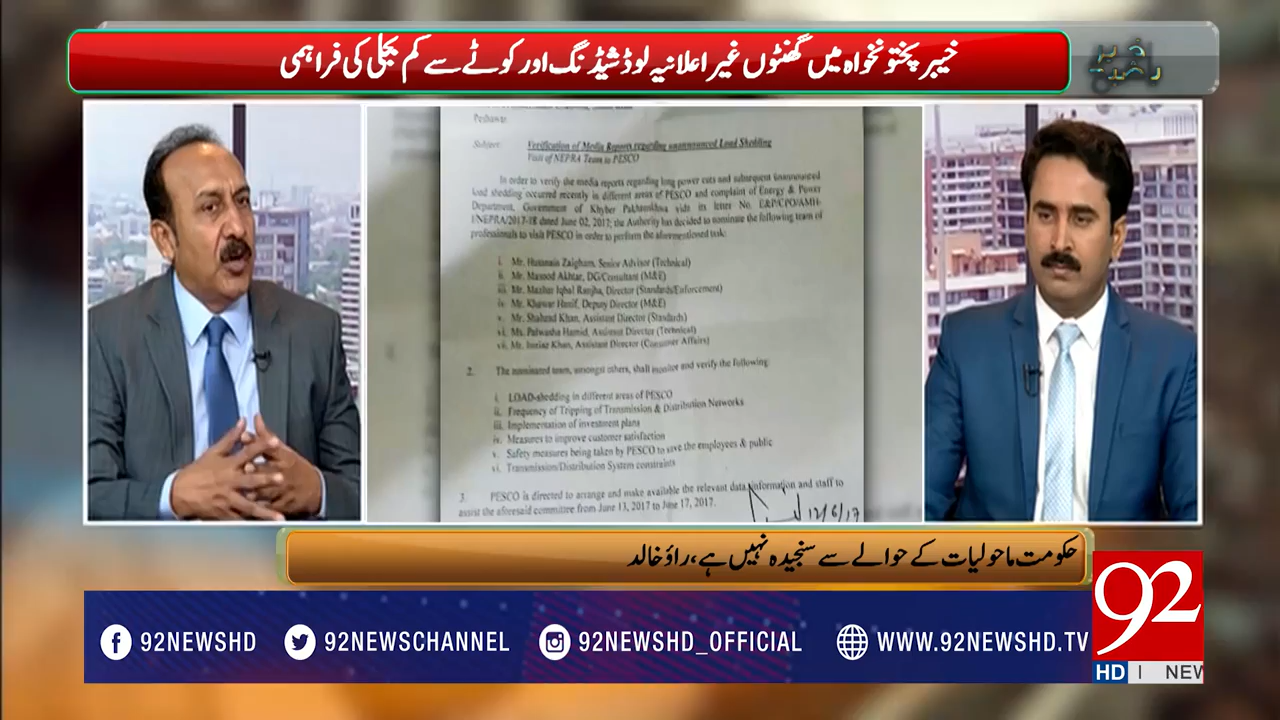 خیبر پختونخواہ میں گھنٹوں غیر اعلانیہ لوڈشیڈنگ اور کوٹے سے کم بجلی کی فراہمی
Peshawar
Subject: Verification of Media Reports regarding unannounced Load Shedding
Visit of NEPRA Team to PESCO
In order to verify the media reports regarding long power cuts and subsequent unannounced
load shedding occurred recently in different areas of PESCO and complaint of Energy & Power
Department, Government of Khyber Pakhtunkhwa vide its letter No. E&P/CPO/AMH-
I/NEPRA/2017-18 dated June 02, 2017; the Authority has decided to nominate the following team of
professionals to visit PESCO in order to perform the aforementioned task:
i. Mr. Husnain Zaigham, Senior Advisor (Technical)
ii. Mr. Masood Akhtar, DG/Consultant (M&E)
iii. Mr. Mazhar Iqbal Ranjha, Director (Standards/Enforcement)
iv. Mr. Khawar Hanif, Deputy Director (M&E)
v. Mr. Shahzad Khan, Assistant Director (Standards)
vi. Ms. Palwasha Hamid, Assistant Director (Technical)
vii. Mr. Imtiaz Khan, Assistant Director (Consumer Affairs)
2. The nominated team, amongst others, shall monitor and verify the following:
i. LOAD-shedding in different areas of PESCO
ii. Frequency of Tripping of Transmission & Distribution Networks
iii. Implementation of investment plans
iv. Measures to improve customer satisfaction
v. Safety measures being taken by PESCO to save the employees & public
vi. Transmission/Distribution System constraints
3. PESCO is directed to arrange and make available the relevant data, information and staff to
assist the aforesaid committee from June 13, 2017 to June 17, 2017.
12/6/17
حکومت ماحولیات کے حوالے سے سنجیدہ نہیں ہے، راؤ خالد
92NEWSHD 92NEWSCHANNEL 92NEWSHD_OFFICIAL WWW.92NEWSHD.TV
92
HD NEW